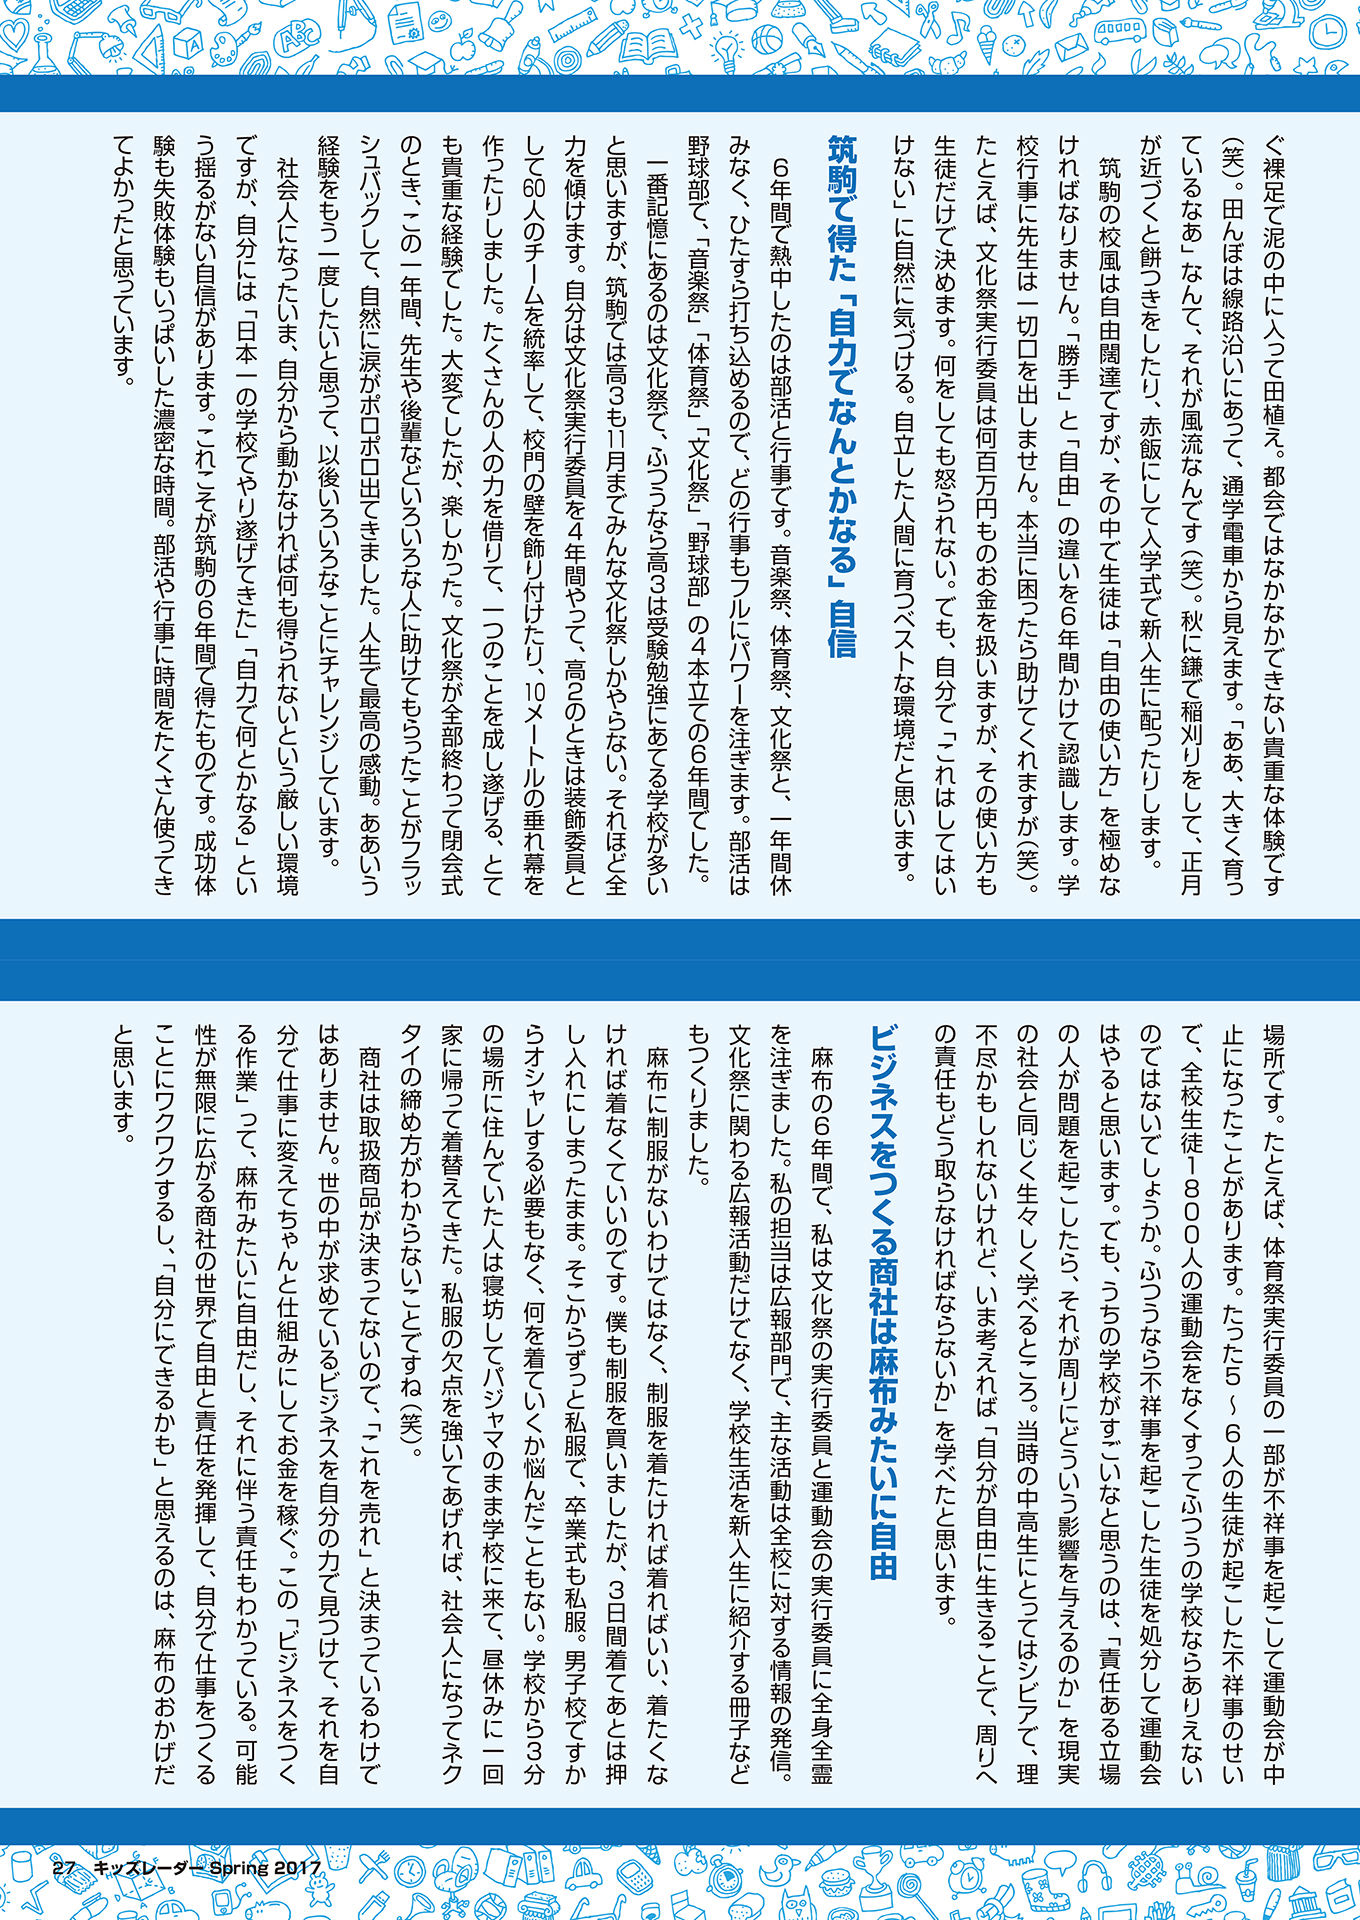 ぐ裸足で泥の中に入って田植え。都会ではなかなかできない貴重な体験です
（笑）。田んぼは線路沿いにあって、通学電車から見えます。「ああ、大きく育っ
ているなあ」なんて、それが風流なんです（笑）。秋に鎌で稲刈りをして、正月
が近づくと餅つきをしたり、赤飯にして入学式で新入生に配ったりします。
筑駒の校風は自由闊達ですが、その中で生徒は「自由の使い方」を極めな
ければなりません。「勝手」と「自由」の違いを６年間かけて認識します。学
校行事に先生は一切口を出しません。本当に困ったら助けてくれますが（笑）。
たとえば、文化祭実行委員は何百万円ものお金を扱いますが、その使い方も
生徒だけで決めます。何をしても怒られない。でも、自分で「これはしてはい
けない」に自然に気づける。自立した人間に育つベストな環境だと思います。
筑駒で得た「自力でなんとかなる」自信
６年間で熱中したのは部活と行事です。音楽祭、体育祭、文化祭と、一年間休
みなく、ひたすら打ち込めるので、どの行事もフルにパワーを注ぎます。部活は
野球部で、「音楽祭」「体育祭」「文化祭」「野球部」の４本立ての６年間でした。
一番記憶にあるのは文化祭で、ふつうなら高３は受験勉強にあてる学校が多い
と思いますが、筑駒では高３も11月までみんな文化祭しかやらない。それほど全
力を傾けます。自分は文化祭実行委員を４年間やって、高２のときは装飾委員と
して60人のチームを統率して、校門の壁を飾り付けたり、10メートルの垂れ幕を
作ったりしました。たくさんの人の力を借りて、一つのことを成し遂げる、とて
も貴重な経験でした。大変でしたが、楽しかった。文化祭が全部終わって閉会式
のとき、この一年間、先生や後輩などいろいろな人に助けてもらったことがフラッ
シュバックして、自然に涙がポロポロ出てきました。人生で最高の感動。ああいう
経験をもう一度したいと思って、以後いろいろなことにチャレンジしています。
社会人になったいま、自分から動かなければ何も得られないという厳しい環境
ですが、自分には「日本一の学校でやり遂げてきた」「自力で何とかなる」とい
う揺るがない自信があります。これこそが筑駒の６年間で得たものです。成功体
験も失敗体験もいっぱいした濃密な時間。部活や行事に時間をたくさん使ってき
てよかったと思っています。
場所です。たとえば、体育祭実行委員の一部が不祥事を起こして運動会が中
止になったことがあります。たった５～６人の生徒が起こした不祥事のせい
で、全校生徒１８００人の運動会をなくすってふつうの学校ならありえない
のではないでしょうか。ふつうなら不祥事を起こした生徒を処分して運動会
はやると思います。でも、うちの学校がすごいなと思うのは、「責任ある立場
の人が問題を起こしたら、それが周りにどういう影響を与えるのか」を現実
の社会と同じく生々しく学べるところ。当時の中高生にとってはシビアで、理
不尽かもしれないけれど、いま考えれば「自分が自由に生きることで、周りへ
の責任もどう取らなければならないか」を学べたと思います。
ビジネスをつくる商社は麻布みたいに自由
麻布の６年間で、私は文化祭の実行委員と運動会の実行委員に全身全霊
を注ぎました。私の担当は広報部門で、主な活動は全校に対する情報の発信。
文化祭に関わる広報活動だけでなく、学校生活を新入生に紹介する冊子など
もつくりました。
麻布に制服がないわけではなく、制服を着たければ着ればいい、着たくな
ければ着なくていいのです。僕も制服を買いましたが、３日間着てあとは押
し入れにしまったまま。そこからずっと私服で、卒業式も私服。男子校ですか
らオシャレする必要もなく、何を着ていくか悩んだこともない。学校から３分
の場所に住んでいた人は寝坊してパジャマのまま学校に来て、昼休みに一回
家に帰って着替えてきた。私服の欠点を強いてあげれば、社会人になってネク
タイの締め方がわからないことですね（笑）。
商社は取扱商品が決まってないので、「これを売れ」と決まっているわけで
はありません。世の中が求めているビジネスを自分の力で見つけて、それを自
分で仕事に変えてちゃんと仕組みにしてお金を稼ぐ。この「ビジネスをつく
る作業」って、麻布みたいに自由だし、それに伴う責任もわかっている。可能
性が無限に広がる商社の世界で自由と責任を発揮して、自分で仕事をつくる
ことにワクワクするし、「自分にできるかも」と思えるのは、麻布のおかげだ
と思います。
27 キッズレーダー Spring 2017